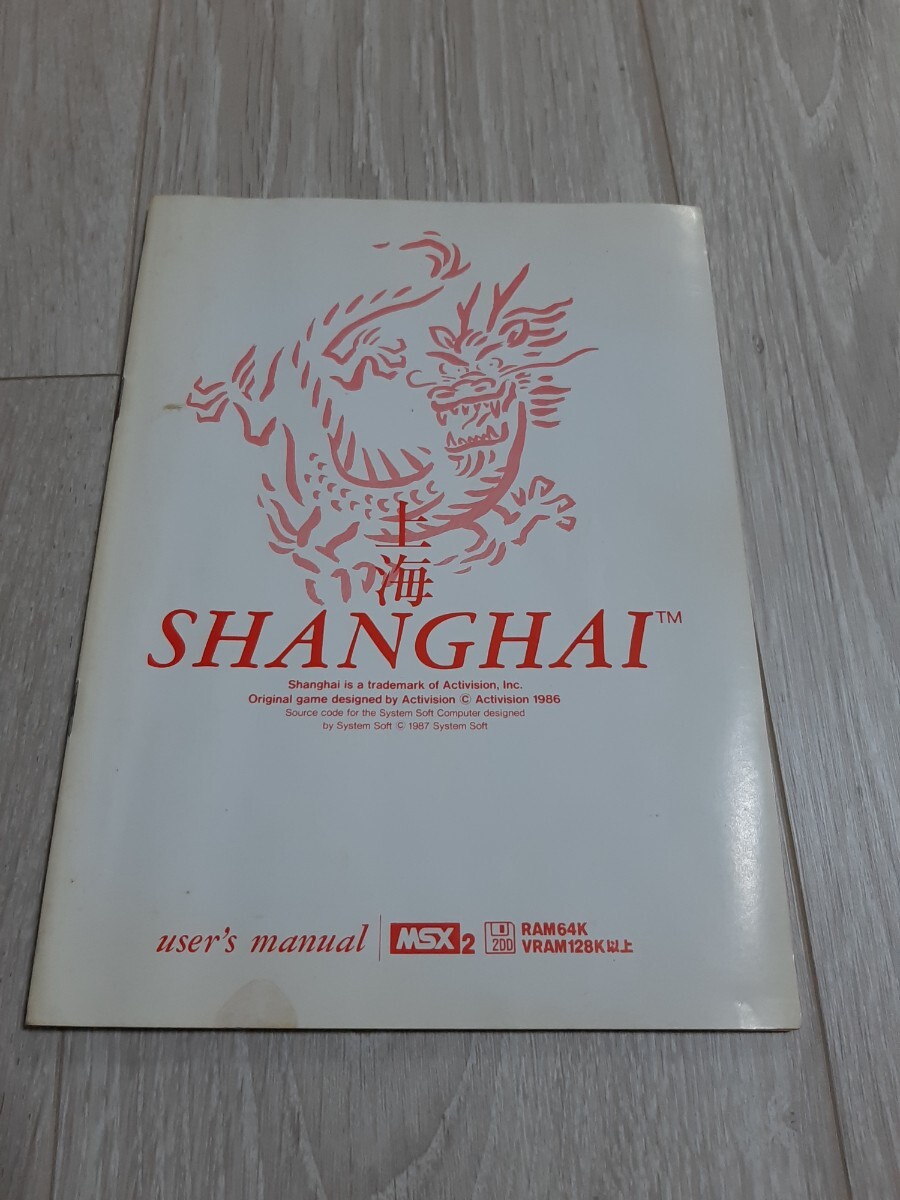 上海
SHANGHAI™
Shanghai is a trademark of Activision, Inc.
Original game designed by Activision Ⓒ Activision 1986
Source code for the System Soft Computer designed
by System Soft Ⓒ 1987 System Soft
user's manual
MSX2
2DD
RAM64K
VRAM128K以上